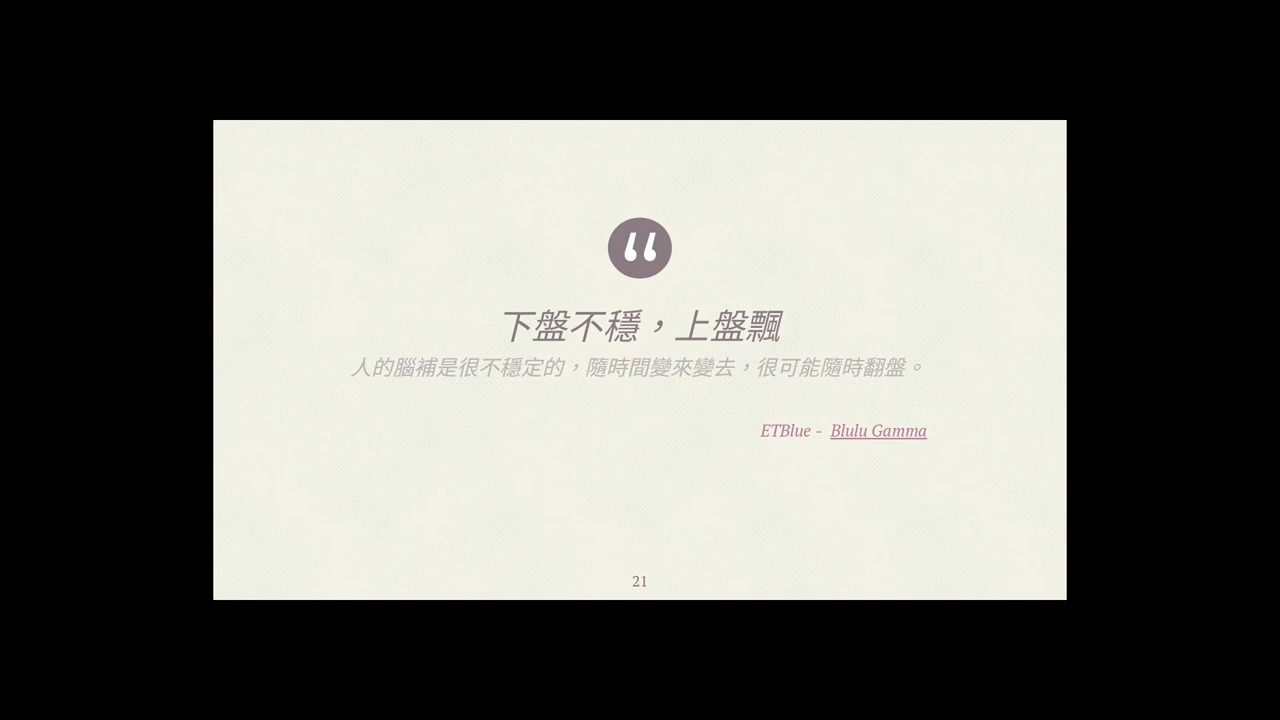 “
下盤不穩，上盤飄
人的腦補是很不穩定的，隨時間變來變去，很可能隨時翻盤。
ETBlue - Blulu Gamma
21